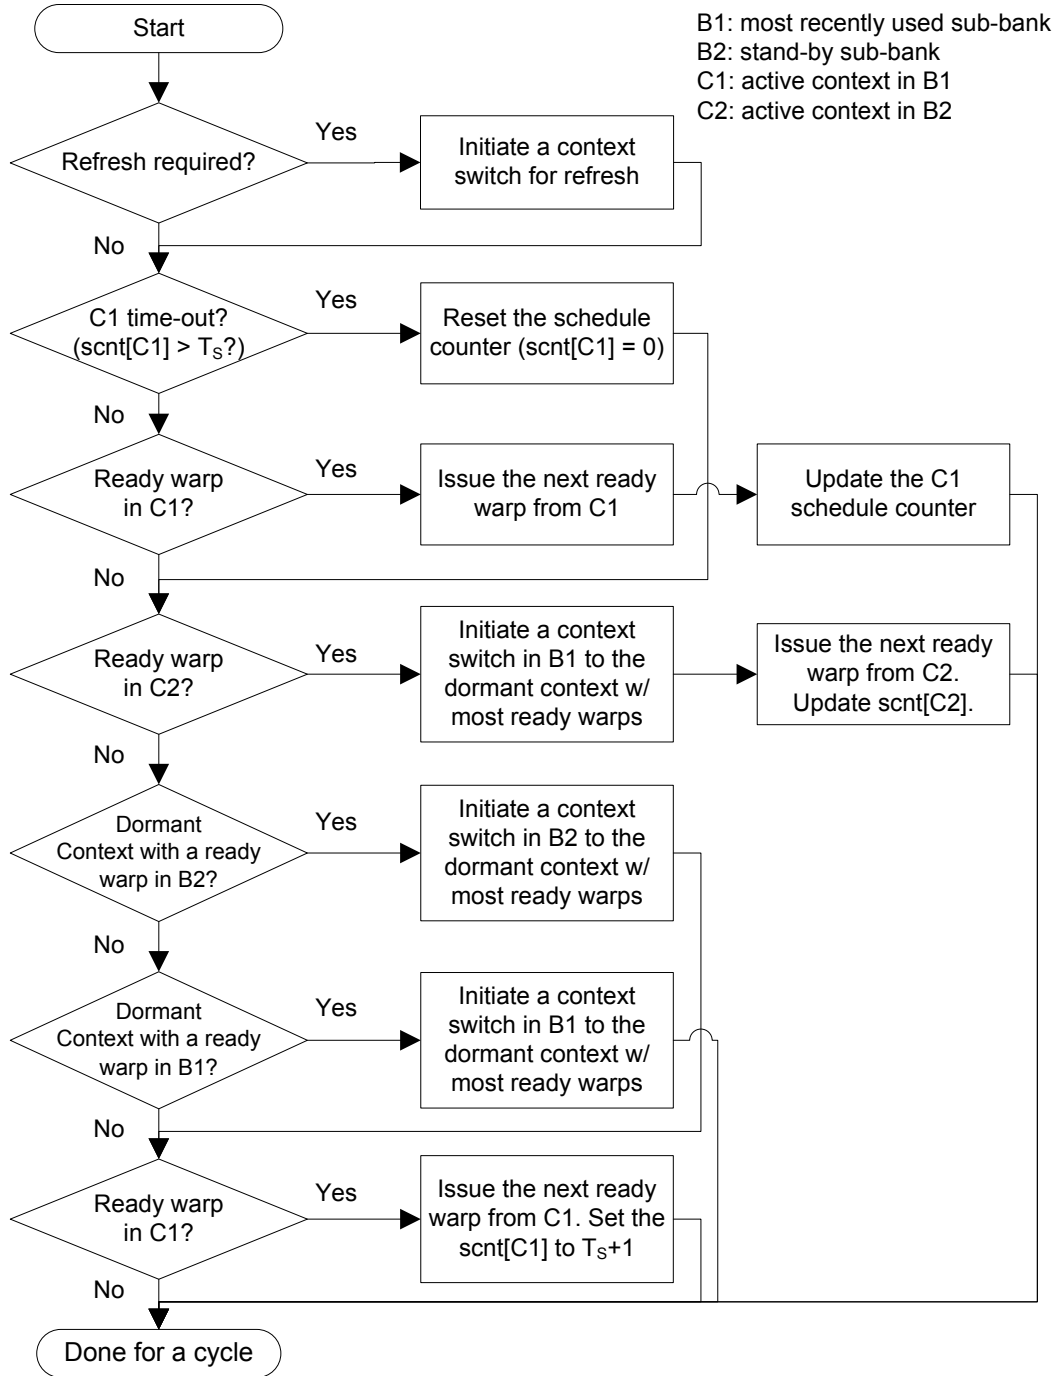 Start
B1: most recently used sub-bank
B2: stand-by sub-bank
C1: active context in B1
C2: active context in B2
Refresh required?
Yes
Initiate a context
switch for refresh
No
C1 time-out?
(scnt[C1] > TS?)
Yes
Reset the schedule
counter (scnt[C1] = 0)
No
Ready warp
in C1?
Yes
Issue the next ready
warp from C1
Update the C1
schedule counter
No
Ready warp
in C2?
Yes
Initiate a context
switch in B1 to the
dormant context w/
most ready warps
Issue the next ready
warp from C2.
Update scnt[C2].
No
Dormant
Context with a ready
warp in B2?
Yes
Initiate a context
switch in B2 to the
dormant context w/
most ready warps
No
Dormant
Context with a ready
warp in B1?
Yes
Initiate a context
switch in B1 to the
dormant context w/
most ready warps
No
Ready warp
in C1?
Yes
Issue the next ready
warp from C1. Set the
scnt[C1] to TS+1
No
Done for a cycle